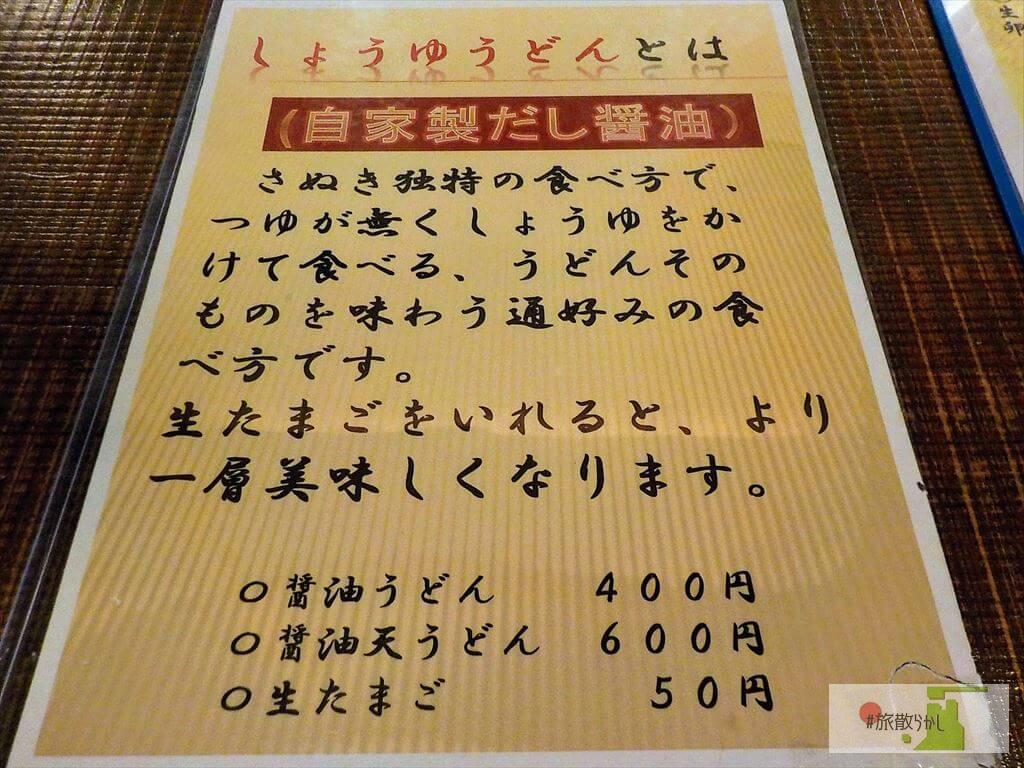 しょうゆうどんとは
(自家製だし醤油)
さぬき独特の食べ方で、
つゆが無くしょうゆをか
けて食べる、うどんその
ものを味わう通好みの食
べ方です。
生たまごをいれると、より
一層美味しくなります。
○醤油うどん 400円
○醤油天うどん 600円
○生たまご 50円
生卵
#旅散らかし